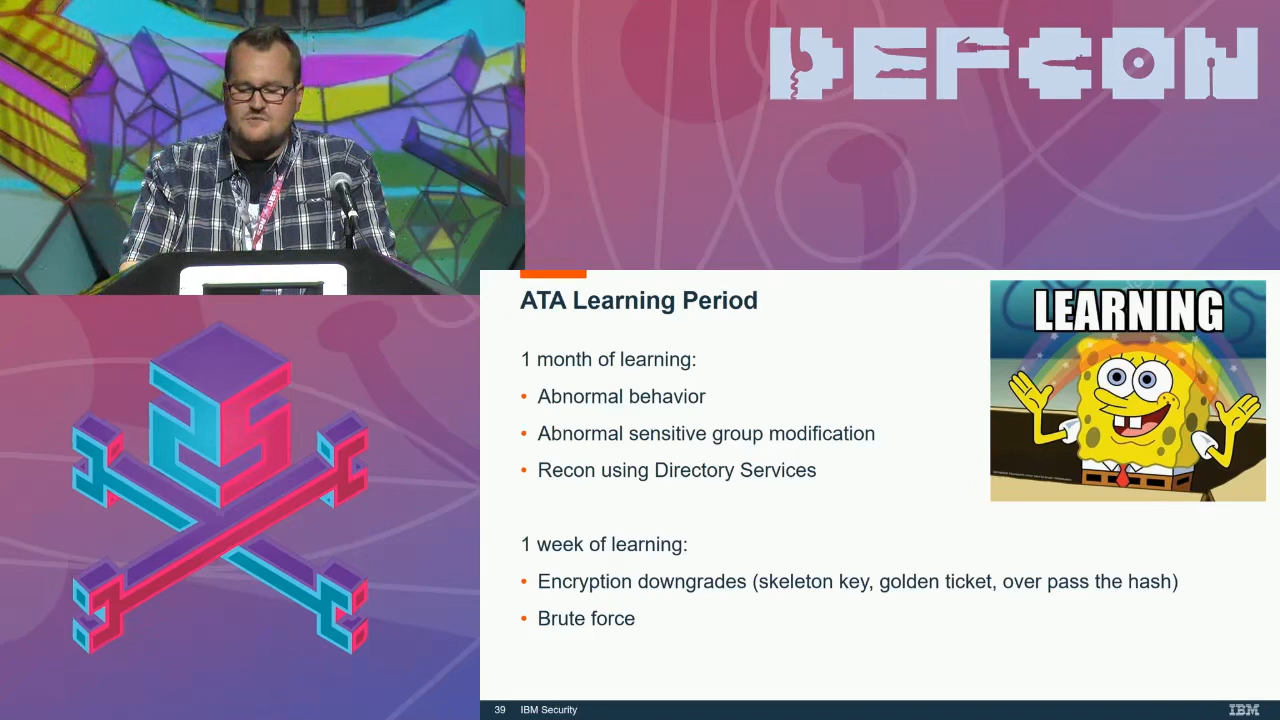 DEFCON
ATA Learning Period
LEARNING
1 month of learning:
• Abnormal behavior
• Abnormal sensitive group modification
• Recon using Directory Services
1 week of learning:
• Encryption downgrades (skeleton key, golden ticket, over pass the hash)
• Brute force
39 IBM Security
IBM